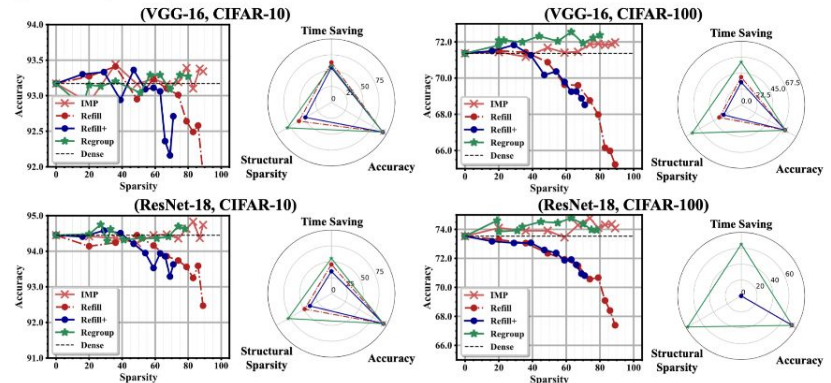 (VGG-16, CIFAR-10)
94.0
93.5
93.0
92.5
92.0
Accuracy
IMP
Refill
Refill+
Regroup
Dense
0 20 40 60 80 100
Sparsity
Time Saving
0 25 50 75
Structural
Sparsity
Accuracy
(VGG-16, CIFAR-100)
72.0
70.0
68.0
66.0
Accuracy
IMP
Refill
Refill+
Regroup
Dense
0 20 40 60 80 100
Sparsity
Time Saving
0.0 22.5 45.0 67.5
Structural
Sparsity
Accuracy
(ResNet-18, CIFAR-10)
95.0
94.0
93.0
92.0
91.0
Accuracy
IMP
Refill
Refill+
Regroup
Dense
0 20 40 60 80 100
Sparsity
Time Saving
0 25 50 75
Structural
Sparsity
Accuracy
(ResNet-18, CIFAR-100)
74.0
72.0
70.0
68.0
66.0
Accuracy
IMP
Refill
Refill+
Regroup
Dense
0 20 40 60 80 100
Sparsity
Time Saving
0 20 40 60
Structural
Sparsity
Accuracy